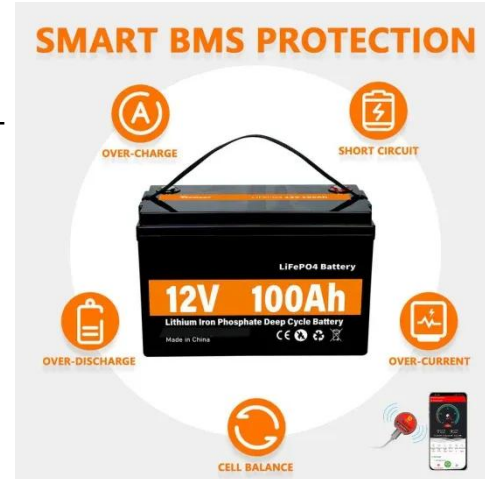 SMART BMS PROTECTION
OVER-CHARGE
SHORT CIRCUIT
LiFePO4 Battery
12V 100Ah
Lithium Iron Phosphate Deep Cycle Battery
Made in China
CE
OVER-DISCHARGE
OVER-CURRENT
CELL BALANCE